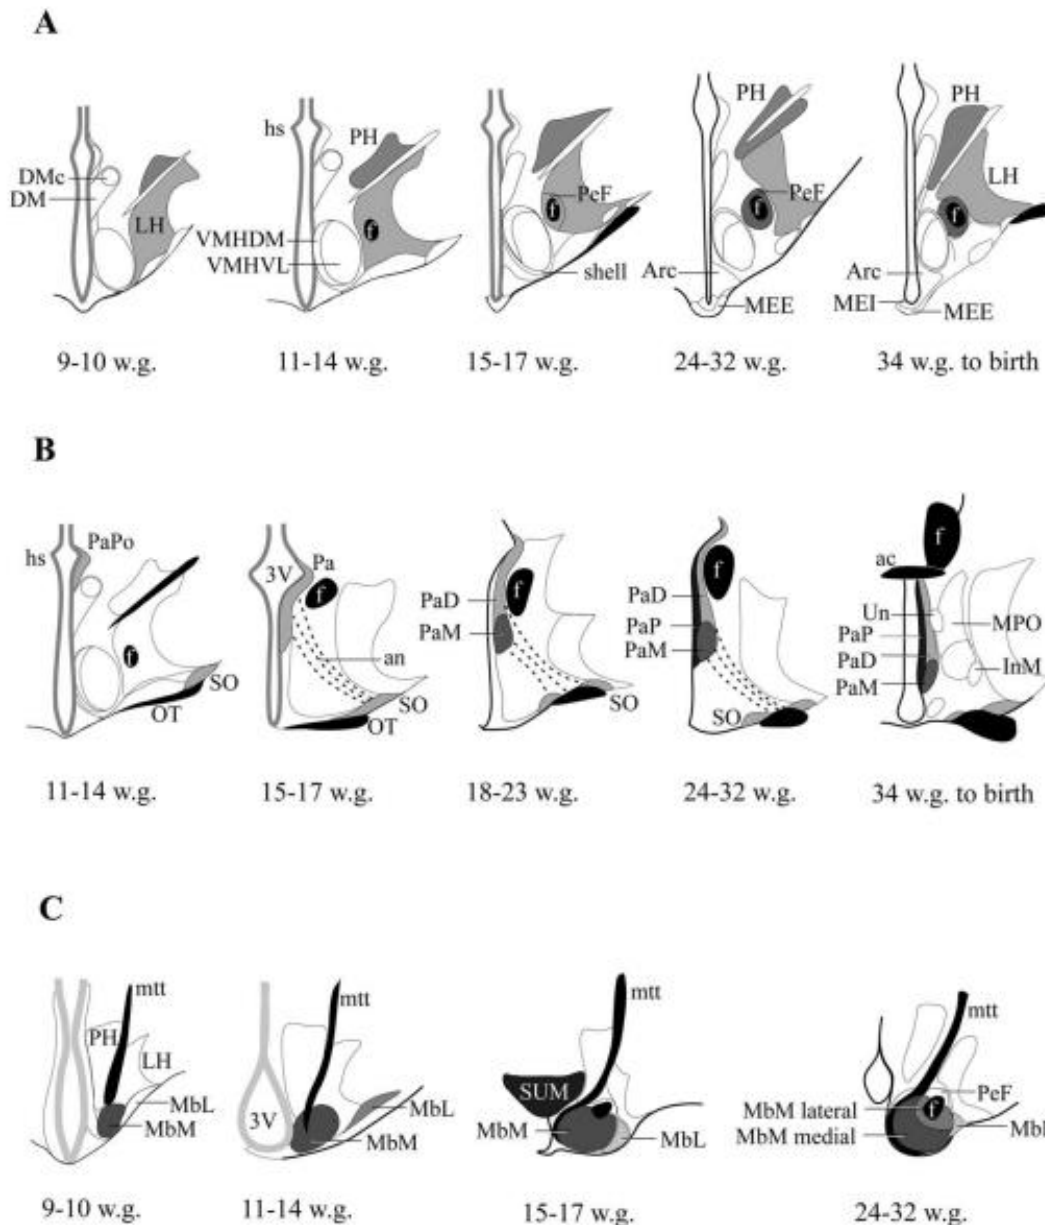 A
hs
PH
PH
PH
DMc
DM
LH
f
PeF
f
PeF
f
LH
f
VMHDM
VMHVL
shell
Arc
MEE
Arc
MEI
MEE
9-10 w.g.
11-14 w.g.
15-17 w.g.
24-32 w.g.
34 w.g. to birth
B
hs
PaPo
3V
Pa
f
f
f
f
ac
PaD
PaM
PaD
PaP
PaM
Un
PaP
PaD
PaM
MPO
InM
f
an
SO
OT
SO
OT
SO
SO
11-14 w.g.
15-17 w.g.
18-23 w.g.
24-32 w.g.
34 w.g. to birth
C
mtt
mtt
mtt
mtt
PH
LH
MbL
MbM
3V
MbL
MbM
SUM
MbM
MbL
PeF
MbM lateral
f
MbM medial
9-10 w.g.
11-14 w.g.
15-17 w.g.
24-32 w.g.